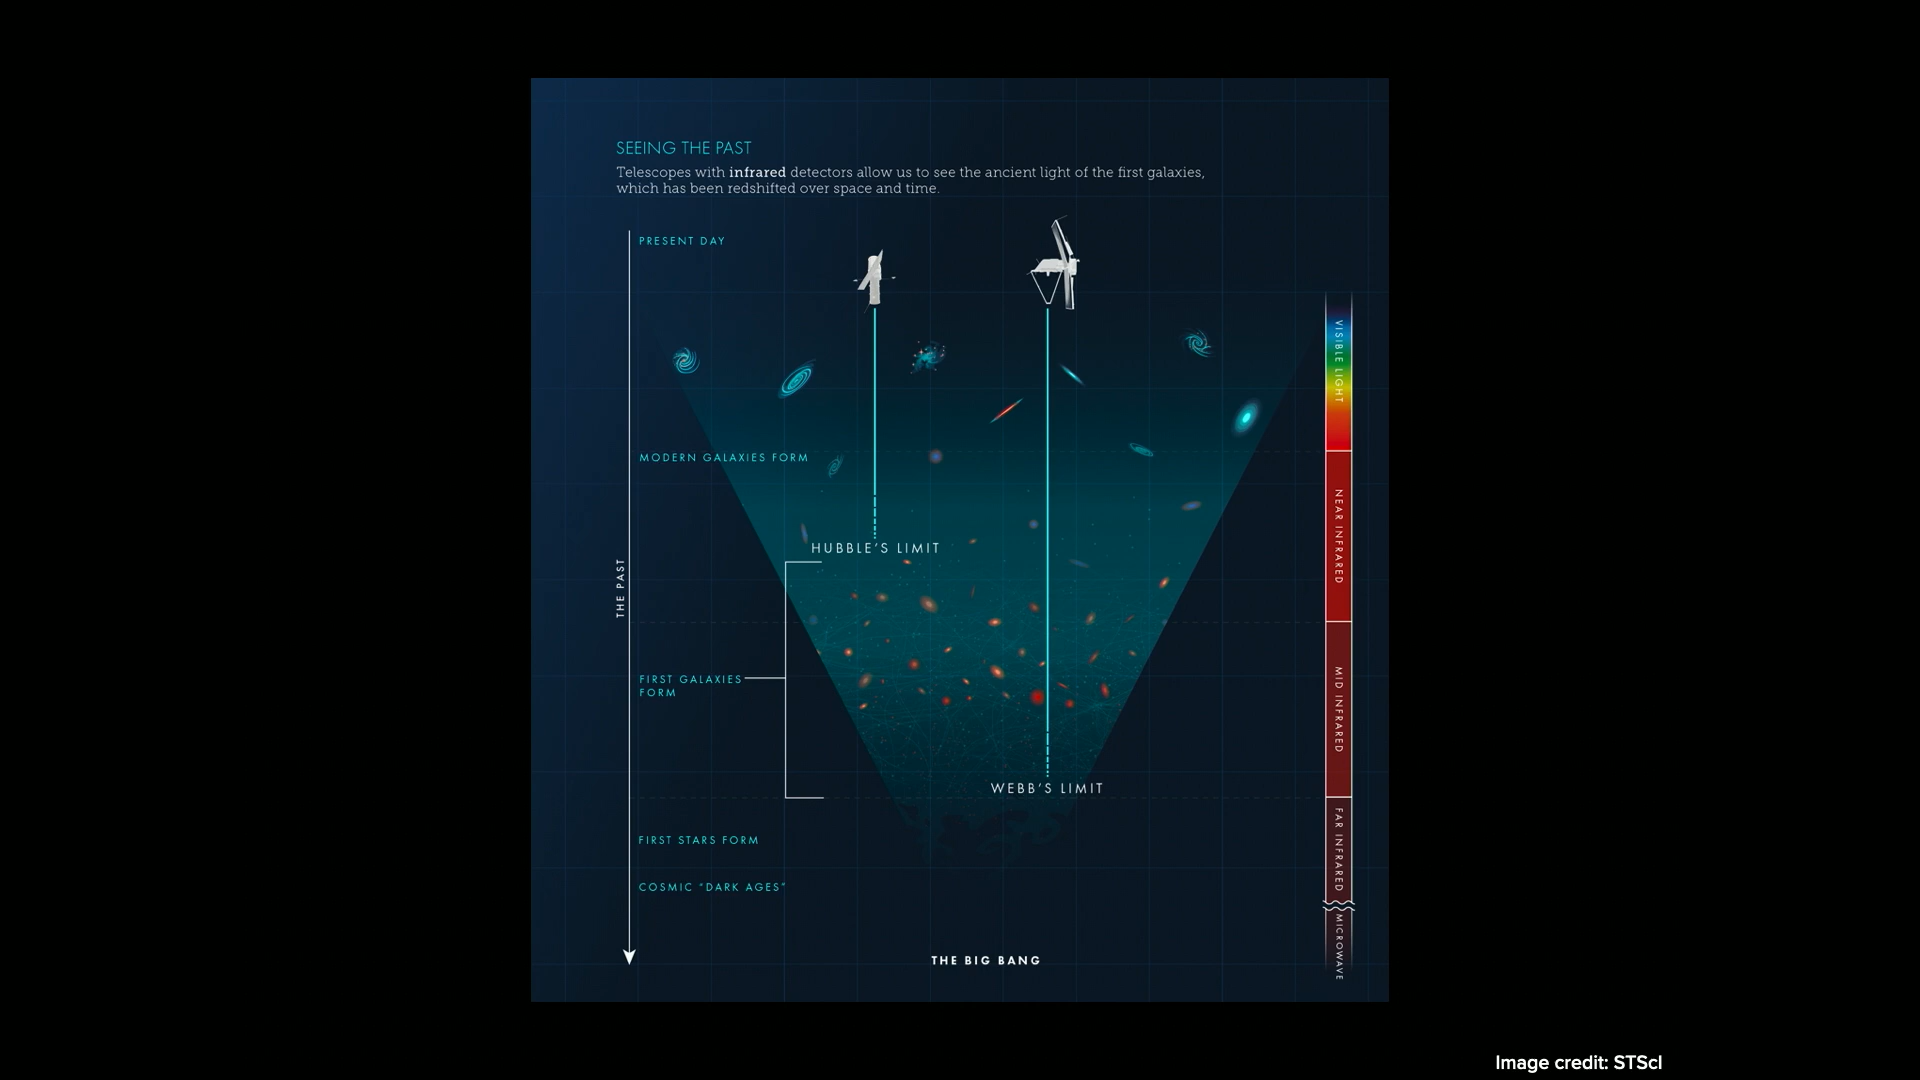 SEEING THE PAST
Telescopes with infrared detectors allow us to see the ancient light of the first galaxies,
which has been redshifted over space and time.
PRESENT DAY
VISIBLE LIGHT
MODERN GALAXIES FORM
NEAR INFRARED
HUBBLE'S LIMIT
THE PAST
FIRST GALAXIES
FORM
MID INFRARED
WEBB'S LIMIT
FIRST STARS FORM
FAR INFRARED
COSMIC "DARK AGES"
MICROWAVE
THE BIG BANG
Image credit: STScI